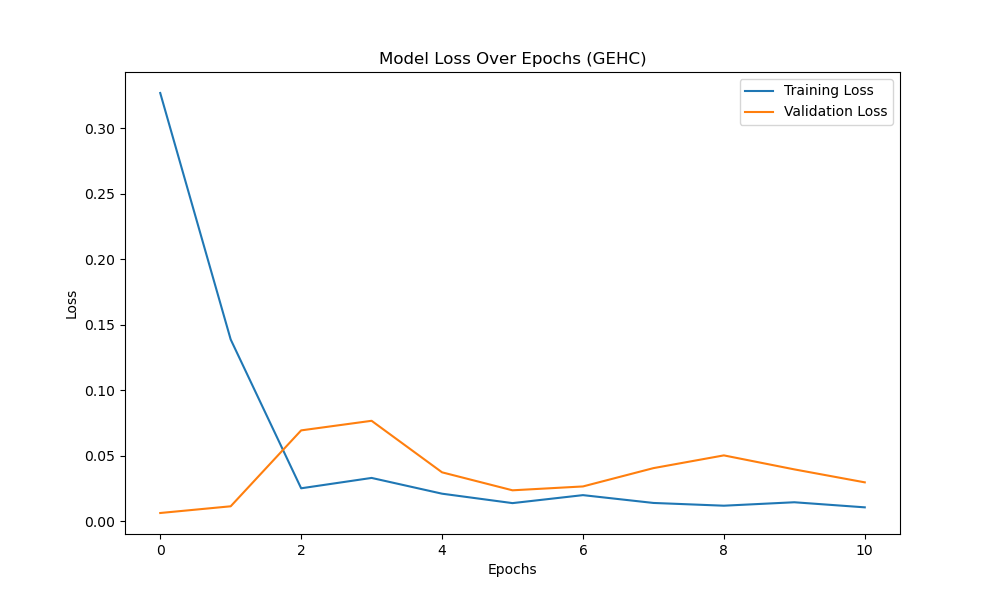 Model Loss Over Epochs (GEHC)
Training Loss
Validation Loss
Loss
0.30
0.25
0.20
0.15
0.10
0.05
0.00
0
2
4
6
8
10
Epochs